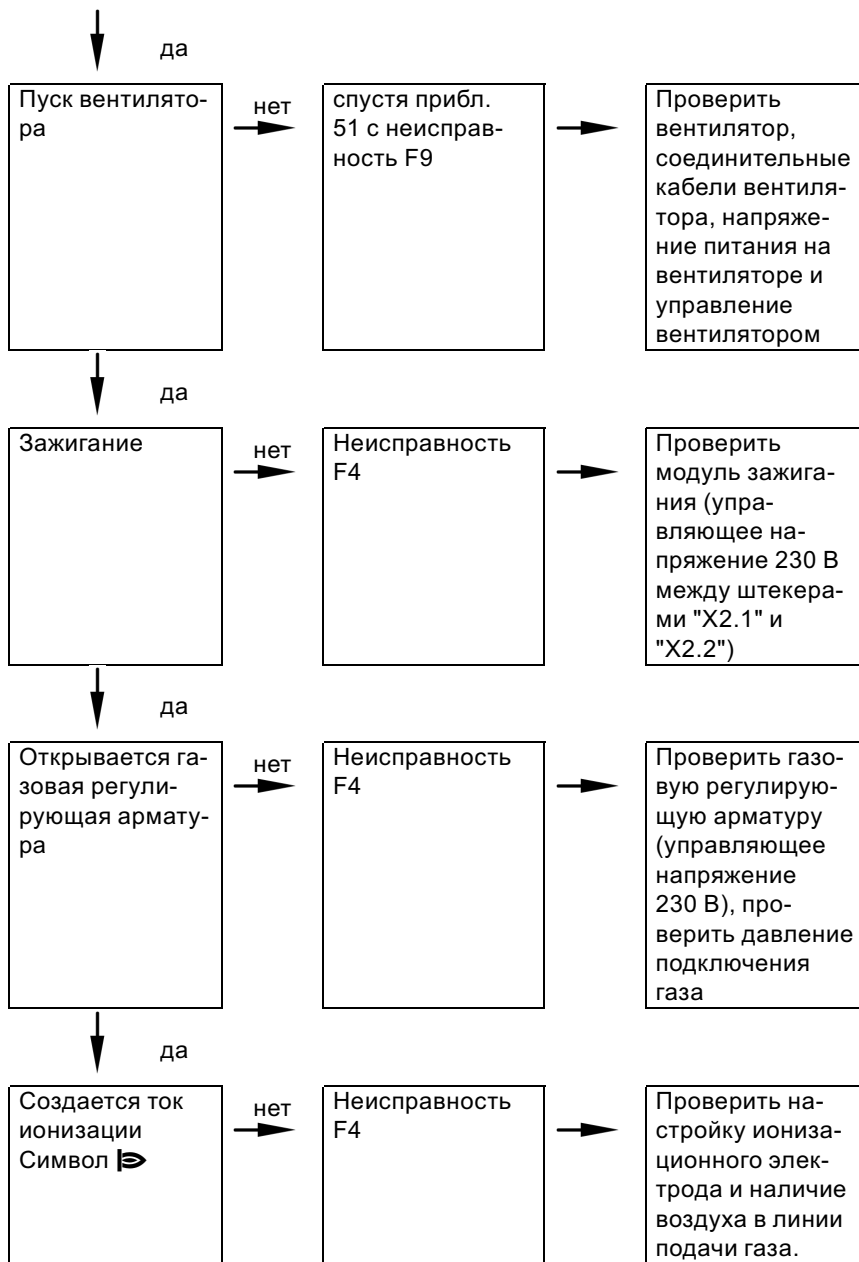 да
Пуск вентилято-
ра
нет
спустя прибл.
51 с неисправ-
ность F9
Проверить
вентилятор,
соединительные
кабели вентиля-
тора, напряже-
ние питания на
вентиляторе и
управление
вентилятором
да
Зажигание
нет
Неисправность
F4
Проверить
модуль зажига-
ния (упра-
вляющее на-
пряжение 230 В
между штекера-
ми "X2.1" и
"X2.2")
да
Открывается га-
зовая регули-
рующая армату-
ра
нет
Неисправность
F4
Проверить газо-
вую регулирую-
щую арматуру
(управляющее
напряжение
230 В), про-
верить давление
подключения
газа
да
Создается ток
ионизации
Символ
нет
Неисправность
F4
Проверить на-
стройку иониза-
ционного элек-
трода и наличие
воздуха в линии
подачи газа.